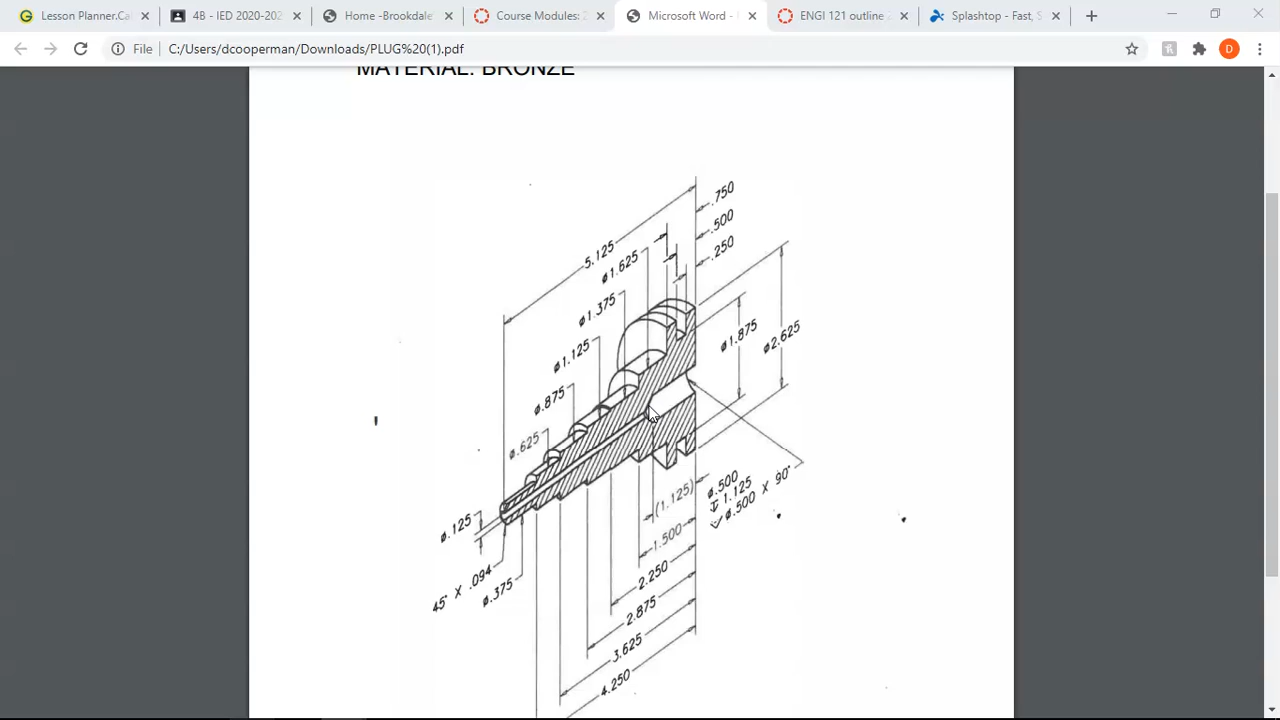 Lesson Planner.Ca
4B - IED 2020-202
Home -Brookdale
Course Modules: 2
Microsoft Word -
ENGI 121 outline
Splashtop - Fast, S
File
C:/Users/dcooperman/Downloads/PLUG%20(1).pdf
D
MATERIAL: BRONZE
.750
.500
.250
5.125
ø1.625
ø1.375
ø1.125
ø.875
ø.625
ø1.875
ø2.625
ø.125
45° X .094
ø.375
(1.125)
ø.500
↧ 1.125
⌵ ø.500 X 90°
1.500
2.250
2.875
3.625
4.250